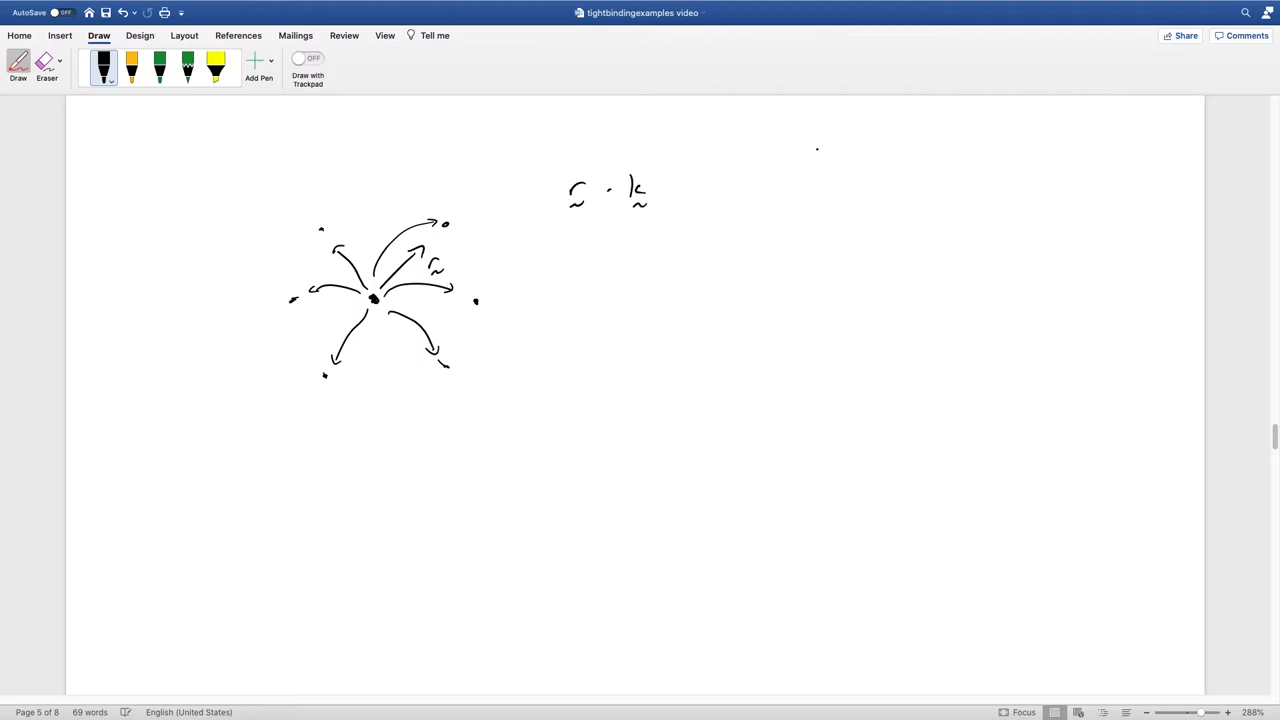 AutoSave OFF
tightbindingexamples video
Home Insert Draw Design Layout References Mailings Review View Tell me
Share Comments
Draw Eraser Add Pen
OFF
Draw with Trackpad
r · k
r
Page 5 of 8 69 words English (United States)
Focus 288%